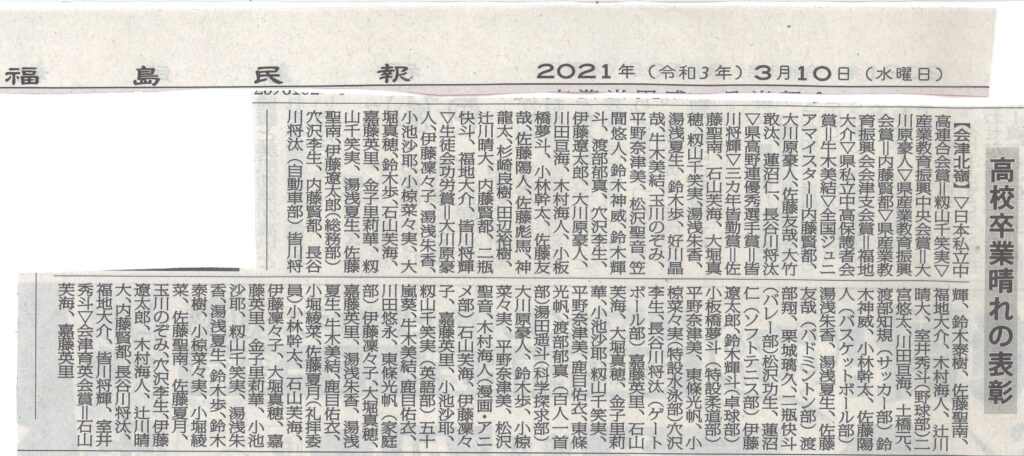 福島民報 2021年（令和3年）3月10日（水曜日）
高校卒業晴れの表彰
【会津北嶺】▽日本私立中
高連合会賞＝籾山千笑実▽
産業教育振興中央会賞＝大
川原豪人▽県産業教育振興
会賞＝内藤賢都▽県産業教
育振興会会津支会賞＝福地
大介▽県私立中高保護者会
賞＝牛木美結▽全国ジュニ
アマイスター＝内藤賢都、
大川原豪人、佐藤友哉、大竹
敢汰、蓮沼仁、長谷川将汰
▽県高野連優秀選手賞＝皆
川将輝▽三カ年皆勤賞＝佐
藤聖南、石山芙海、大堀真
穂、籾山千笑実、湯浅朱香、
湯浅夏生、鈴木歩、好川晶
哉、牛木美結、玉川のぞみ、
平野奈津美、松沢聖音、笠
間悠人、鈴木神威、鈴木輝
斗、渡部郁真、穴沢李生、
伊藤遼太郎、大川原豪人、
川田亘海、木村海人、小板
橋夢斗、小林幹太、佐藤友
哉、佐藤陽人、佐藤彪馬、神
龍太、杉崎良樹、田辺裕樹、
辻川晴大、内藤賢都、二瓶
快斗、福地大介、皆川将輝
▽生徒会功労賞＝大川原豪
人、伊藤凜々子、湯浅朱香、
小池沙耶、小椋菜々実、大
堀真穂、鈴木歩、石山芙海、
嘉藤英里、金子里莉華、籾
山千笑実、湯浅夏生、佐藤
聖南、伊藤遼太郎（総務部）
穴沢李生、内藤賢都、長谷
川将汰（自動車部）皆川将
輝、鈴木泰樹、佐藤聖南、
福地大介、木村海人、辻川
晴大、室井秀斗（野球部）二
宮悠太、川田亘海、土橋元、
渡部知規（サッカー部）鈴
木神威、小林幹太、佐藤陽
人（バスケットボール部）
湯浅朱香、湯浅夏生、佐藤
友哉（バドミントン部）渡
部翔、栗城璃久、二瓶快斗
（バレー部）松沢功生、蓮沼
仁（ソフトテニス部）伊藤
遼太郎、鈴木輝斗（卓球部）
小板橋夢斗（特設柔道部）
平野奈津美、東條光帆、小
椋菜々実（特設水泳部）穴沢
李生、長谷川将汰（ゲート
ボール部）嘉藤英里、石山
芙海、大堀真穂、金子里莉
華、小池沙耶、籾山千笑実、
平野奈津美、鹿目佑衣、東條
光帆、渡部郁真（百人一首
部）湯田遥斗（科学探求部）
大川原豪人、鈴木歩、小椋
菜々実、平野奈津美、松沢
聖音、木村海人（漫画・アニ
メ部）石山芙海、伊藤凜々
子、籾山千笑実（英語部）五十
嵐葵、牛木美結、鹿目佑衣、
川田悠永、東條光帆（家庭
部）伊藤凜々子、大堀真穂、
嘉藤英里、湯浅朱香、湯浅
夏生、牛木美結、鹿目佑衣、
小堀綾菜、佐藤夏月（礼拝委
員）小林幹太、石山芙海、
伊藤凜々子、大堀真穂、嘉
藤英里、金子里莉華、小池
沙耶、籾山千笑実、湯浅朱
香、湯浅夏生、鈴木歩、鈴木
泰樹、小椋菜々実、小堀綾
菜、佐藤聖南、佐藤夏月、
玉川のぞみ、穴沢李生、伊藤
遼太郎、木村海人、辻川晴
大、内藤賢都、長谷川将汰、
福地大介、皆川将輝、室井
秀斗▽会津育英会賞＝石山
芙海、嘉藤英里